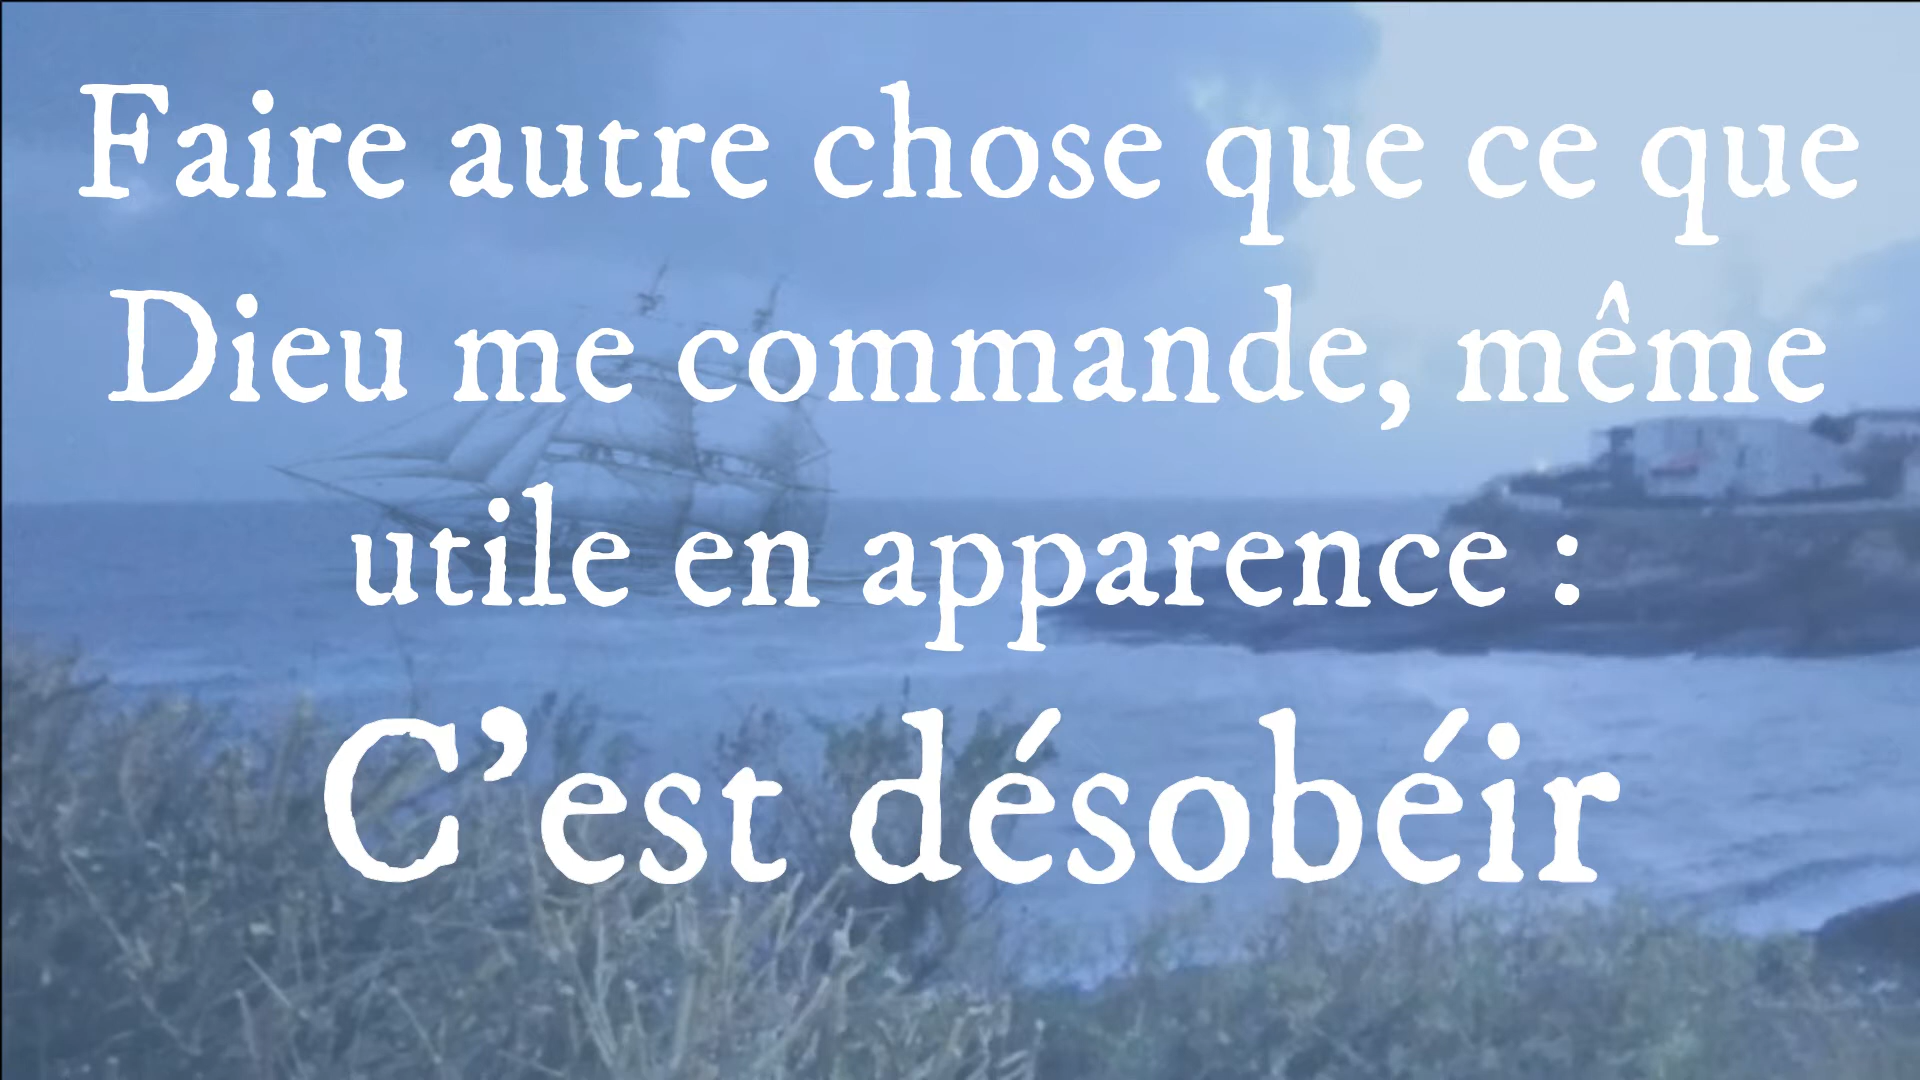 Faire autre chose que ce que
Dieu me commande, même
utile en apparence :
C’est désobéir